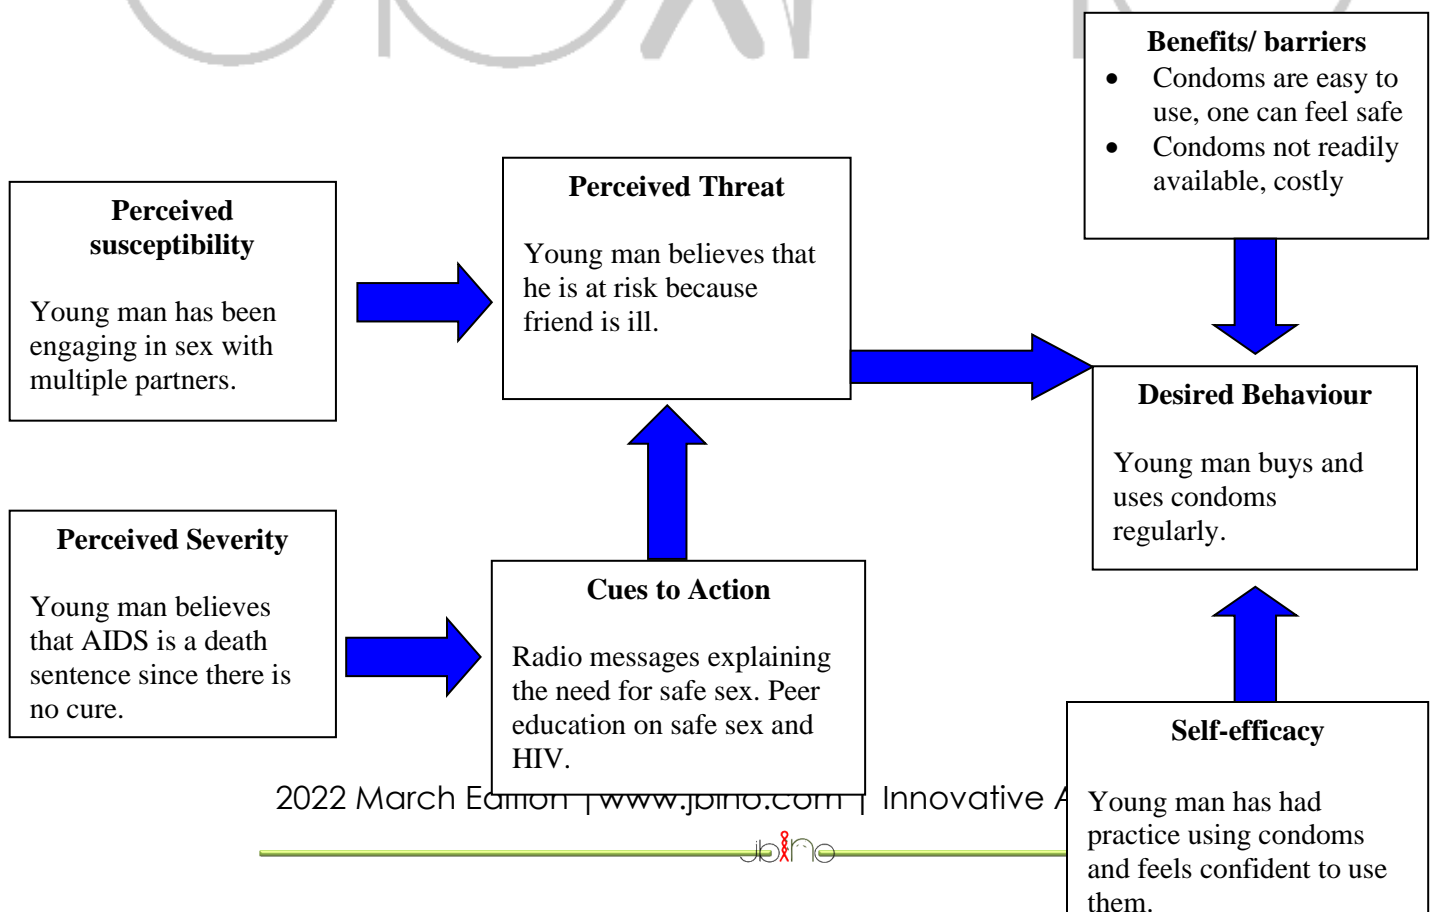 Benefits/ barriers
• Condoms are easy to
use, one can feel safe
• Condoms not readily
available, costly
Perceived
susceptibility
Young man has been
engaging in sex with
multiple partners.
Perceived Threat
Young man believes that
he is at risk because
friend is ill.
Desired Behaviour
Young man buys and
uses condoms
regularly.
Perceived Severity
Young man believes
that AIDS is a death
sentence since there is
no cure.
Cues to Action
Radio messages explaining
the need for safe sex. Peer
education on safe sex and
HIV.
Self-efficacy
Young man has had
practice using condoms
and feels confident to use
them.
2022 March Edition |www.jbino.com | Innovative
jbino